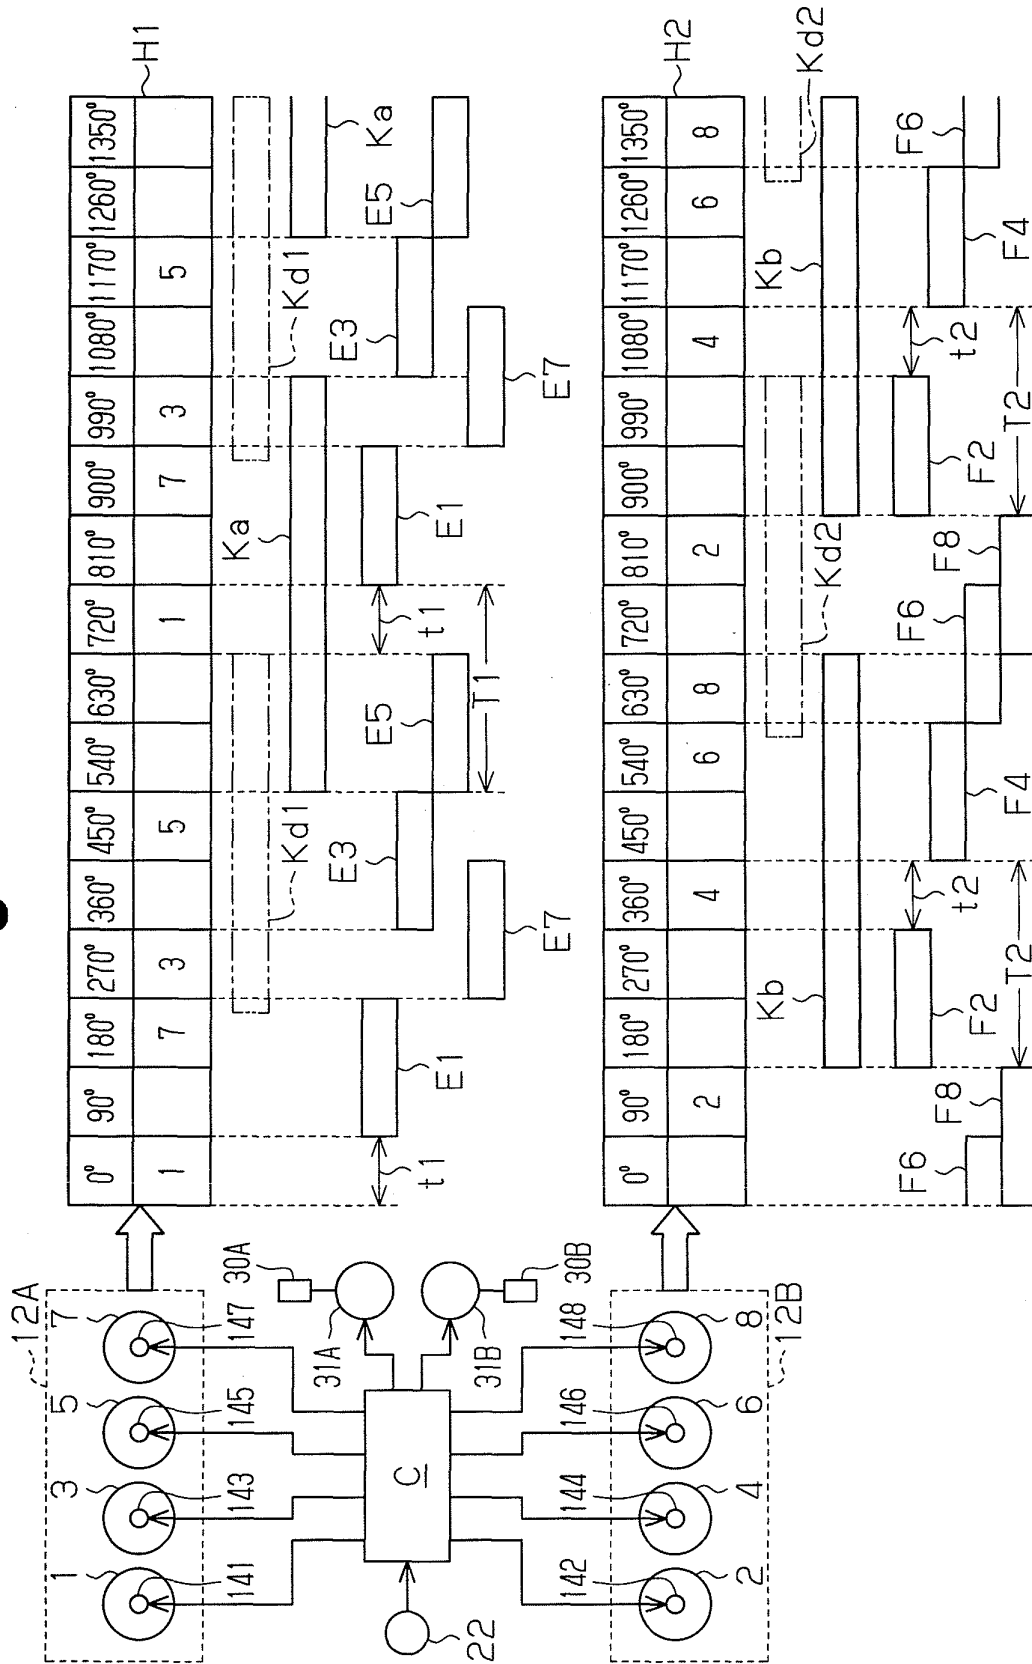 12A
1
3
5
7
141
143
145
147
22
C
30A
31A
31B
30B
142
144
146
148
2
4
6
8
12B
0° 90° 180° 270° 360° 450° 540° 630° 720° 810° 900° 990° 1080° 1170° 1260° 1350°
1 7 3 5 1 7 3 5
H1
Kd1
Kd1
Ka
Ka
t1
E1
E3
E5
t1
E1
E3
E5
E7
T1
E7
0° 90° 180° 270° 360° 450° 540° 630° 720° 810° 900° 990° 1080° 1170° 1260° 1350°
2 4 6 8 2 4 6 8
H2
Kd2
Kd2
Kb
Kb
F6
F8
F2
t2
F4
F6
F8
F2
t2
F4
F6
T2
T2